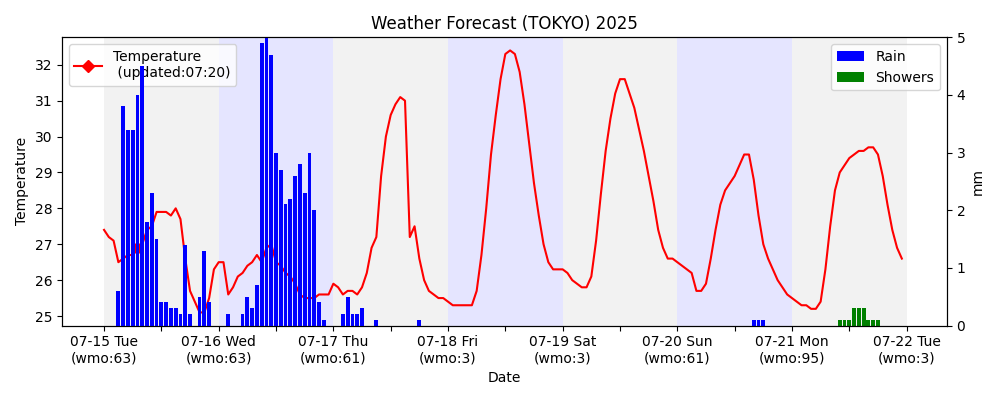 Weather Forecast (TOKYO) 2025
Temperature
(updated:07:20)
Rain
Showers
Temperature
32
31
30
29
28
27
26
25
5
4
3
2
1
0
mm
07-15 Tue
(wmo:63)
07-16 Wed
(wmo:63)
07-17 Thu
(wmo:61)
07-18 Fri
(wmo:3)
07-19 Sat
(wmo:3)
07-20 Sun
(wmo:61)
07-21 Mon
(wmo:95)
07-22 Tue
(wmo:3)
Date